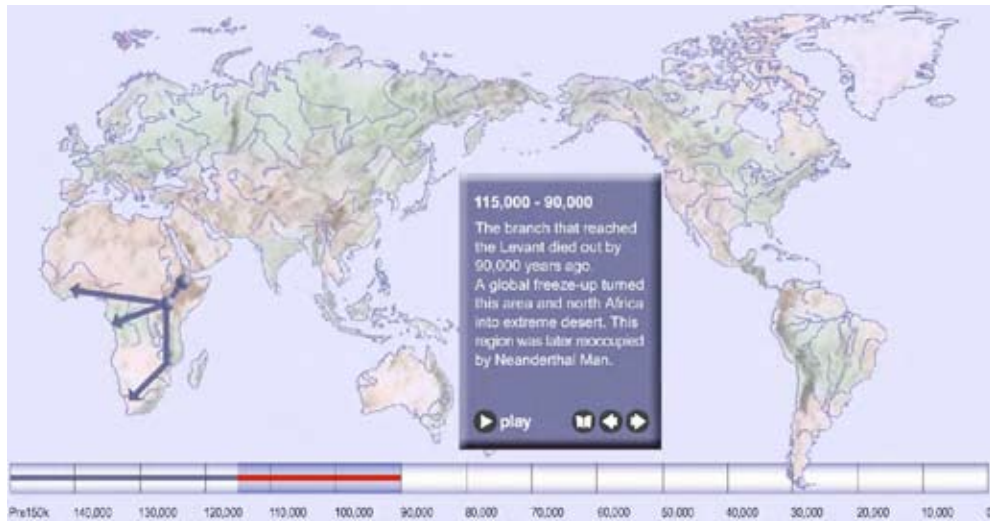 115,000 - 90,000
The branch that reached
the Levant died out by
90,000 years ago.
A global freeze-up turned
this area and north Africa
into extreme desert. This
region was later reoccupied
by Neanderthal Man.
play
Pre150k 140,000 130,000 120,000 110,000 100,000 90,000 80,000 70,000 60,000 50,000 40,000 30,000 20,000 10,000 0